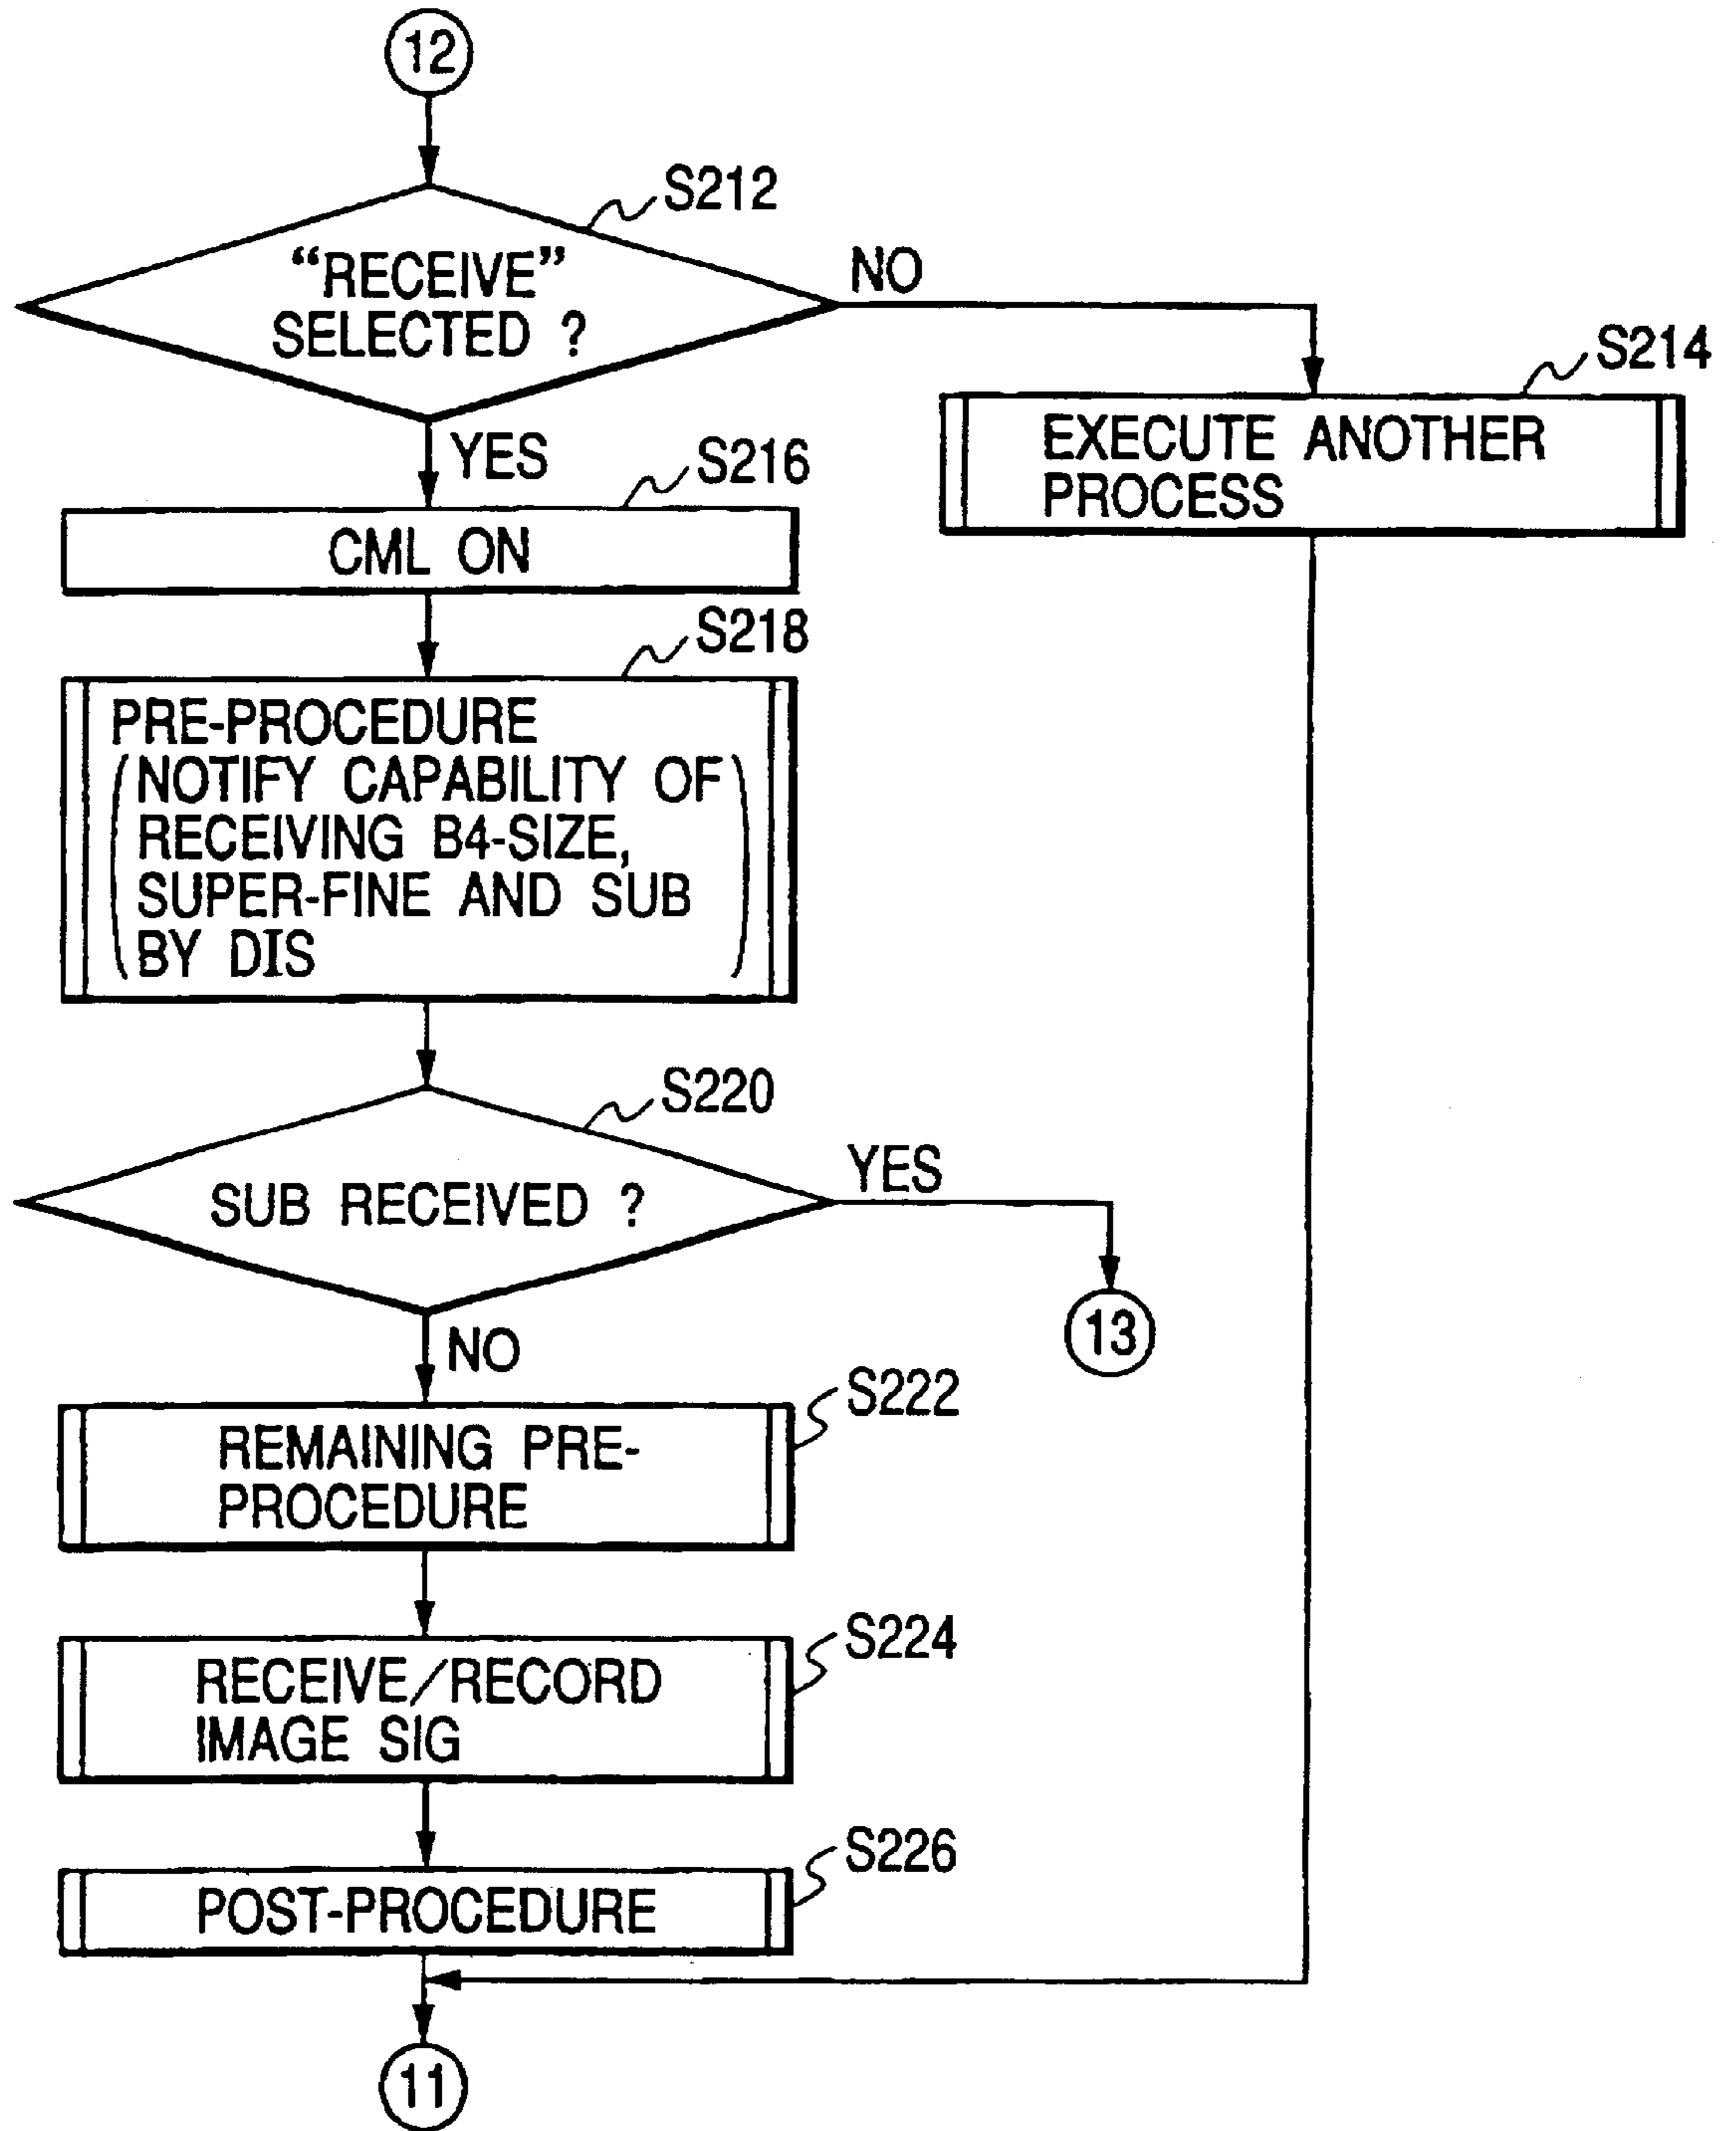 12
S212
“RECEIVE”
SELECTED ?
NO
S214
EXECUTE ANOTHER
PROCESS
YES
S216
CML ON
S218
PRE-PROCEDURE
(NOTIFY CAPABILITY OF
RECEIVING B4-SIZE,
SUPER-FINE AND SUB
BY DIS)
S220
SUB RECEIVED ?
YES
13
NO
S222
REMAINING PRE-
PROCEDURE
S224
RECEIVE/RECORD
IMAGE SIG
S226
POST-PROCEDURE
11